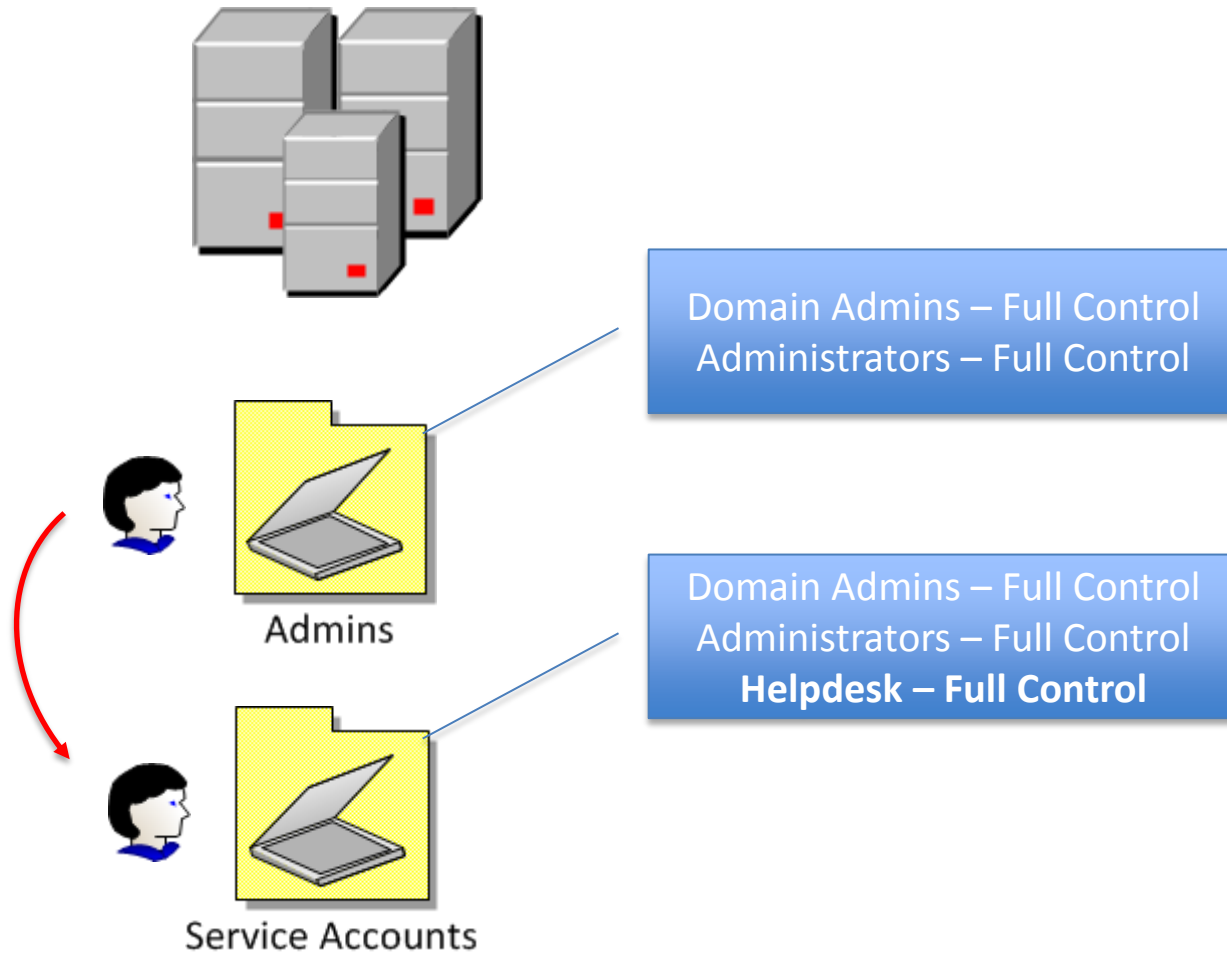 Domain Admins – Full Control
Administrators – Full Control
Admins
Domain Admins – Full Control
Administrators – Full Control
Helpdesk – Full Control
Service Accounts